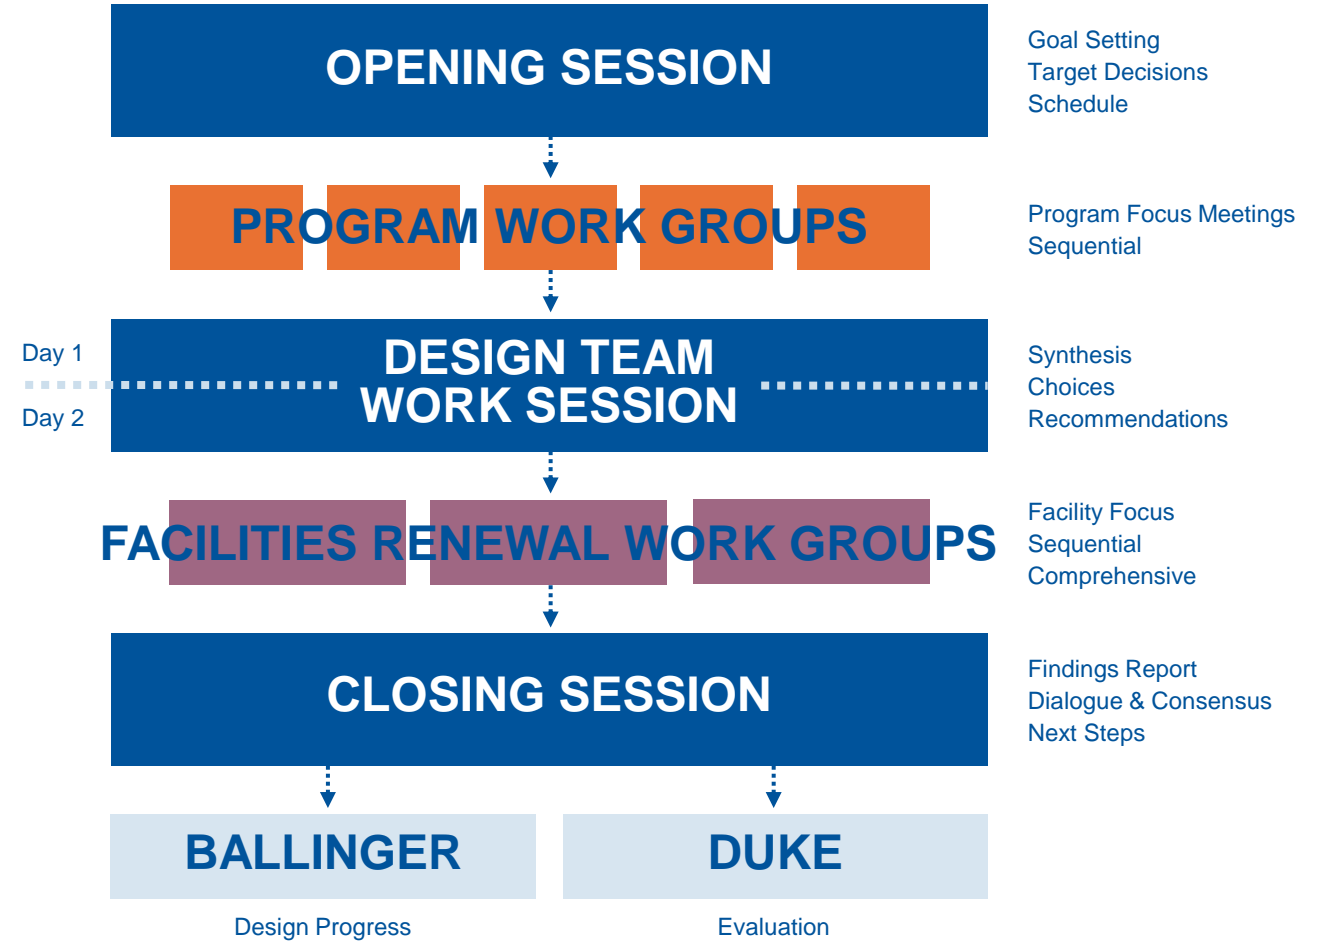 OPENING SESSION
Goal Setting
Target Decisions
Schedule
PROGRAM WORK GROUPS
Program Focus Meetings
Sequential
Day 1
Day 2
DESIGN TEAM
WORK SESSION
Synthesis
Choices
Recommendations
FACILITIES RENEWAL WORK GROUPS
Facility Focus
Sequential
Comprehensive
CLOSING SESSION
Findings Report
Dialogue & Consensus
Next Steps
BALLINGER
Design Progress
DUKE
Evaluation